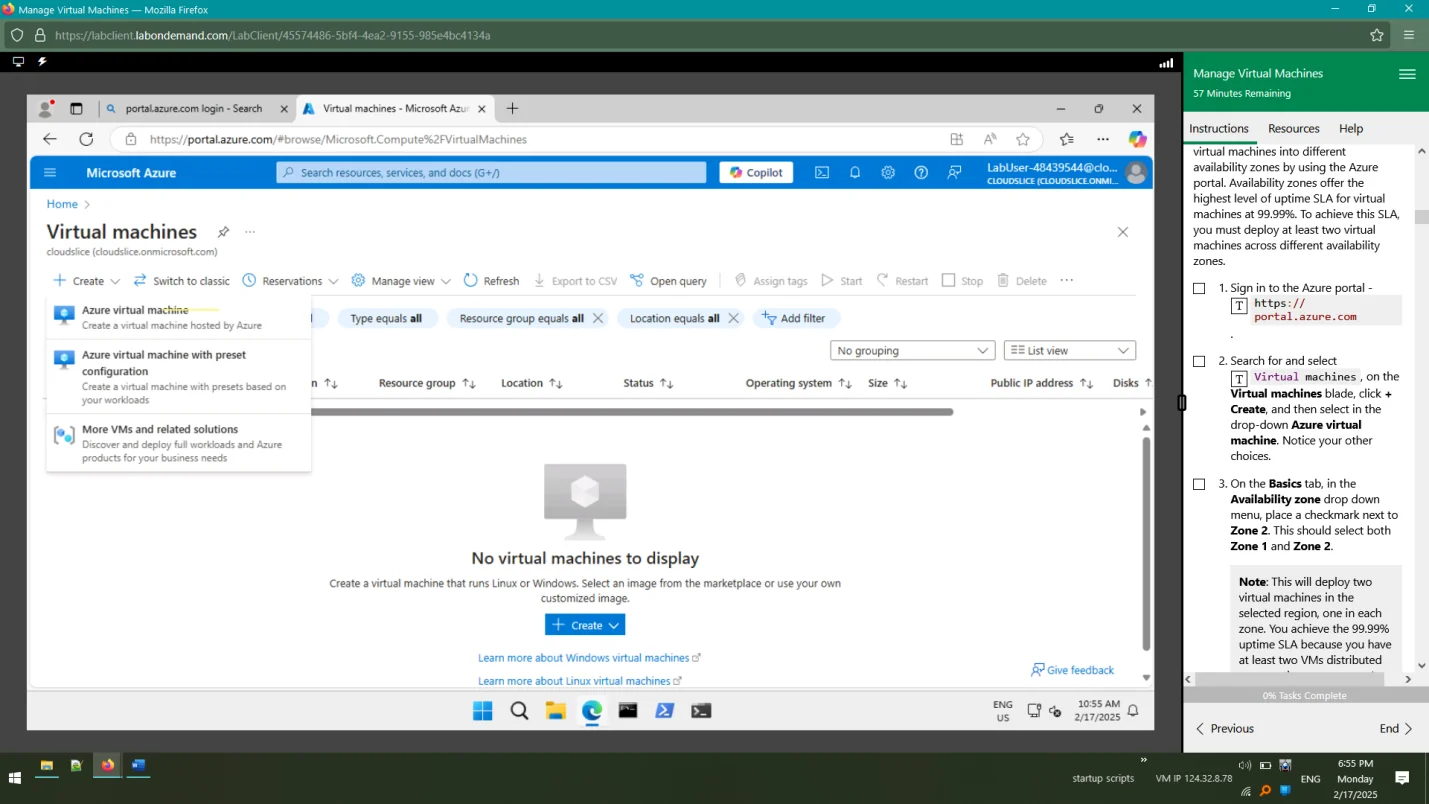 Manage Virtual Machines — Mozilla Firefox
https://labclient.labondemand.com/LabClient/45574486-5bf4-4ea2-9155-985e4bc4134a
portal.azure.com login - Search
Virtual machines - Microsoft Azur
https://portal.azure.com/#browse/Microsoft.Compute%2FVirtualMachines
Microsoft Azure
Search resources, services, and docs (G+/)
Copilot
LabUser-48439544@clo...
CLOUDSLICE (CLOUDSLICE.ONMI...
Home
Virtual machines
cloudslice (cloudslice.onmicrosoft.com)
Create
Switch to classic
Reservations
Manage view
Refresh
Export to CSV
Open query
Assign tags
Start
Restart
Stop
Delete
Azure virtual machine
Create a virtual machine hosted by Azure
Azure virtual machine with preset
configuration
Create a virtual machine with presets based on
your workloads
More VMs and related solutions
Discover and deploy full workloads and Azure
products for your business needs
Type equals all
Resource group equals all
Location equals all
Add filter
No grouping
List view
n
Resource group
Location
Status
Operating system
Size
Public IP address
Disks
No virtual machines to display
Create a virtual machine that runs Linux or Windows. Select an image from the marketplace or use your own
customized image.
Create
Learn more about Windows virtual machines
Learn more about Linux virtual machines
Give feedback
ENG
US
10:55 AM
2/17/2025
Manage Virtual Machines
57 Minutes Remaining
Instructions
Resources
Help
virtual machines into different
availability zones by using the Azure
portal. Availability zones offer the
highest level of uptime SLA for virtual
machines at 99.99%. To achieve this SLA,
you must deploy at least two virtual
machines across different availability
zones.
1. Sign in to the Azure portal -
T https://
portal.azure.com
.
2. Search for and select
T Virtual machines, on the
Virtual machines blade, click +
Create, and then select in the
drop-down Azure virtual
machine. Notice your other
choices.
3. On the Basics tab, in the
Availability zone drop down
menu, place a checkmark next to
Zone 2. This should select both
Zone 1 and Zone 2.
Note: This will deploy two
virtual machines in the
selected region, one in each
zone. You achieve the 99.99%
uptime SLA because you have
at least two VMs distributed
0% Tasks Complete
Previous
End
startup scripts
VM IP 124.32.8.78
ENG
6:55 PM
Monday
2/17/2025